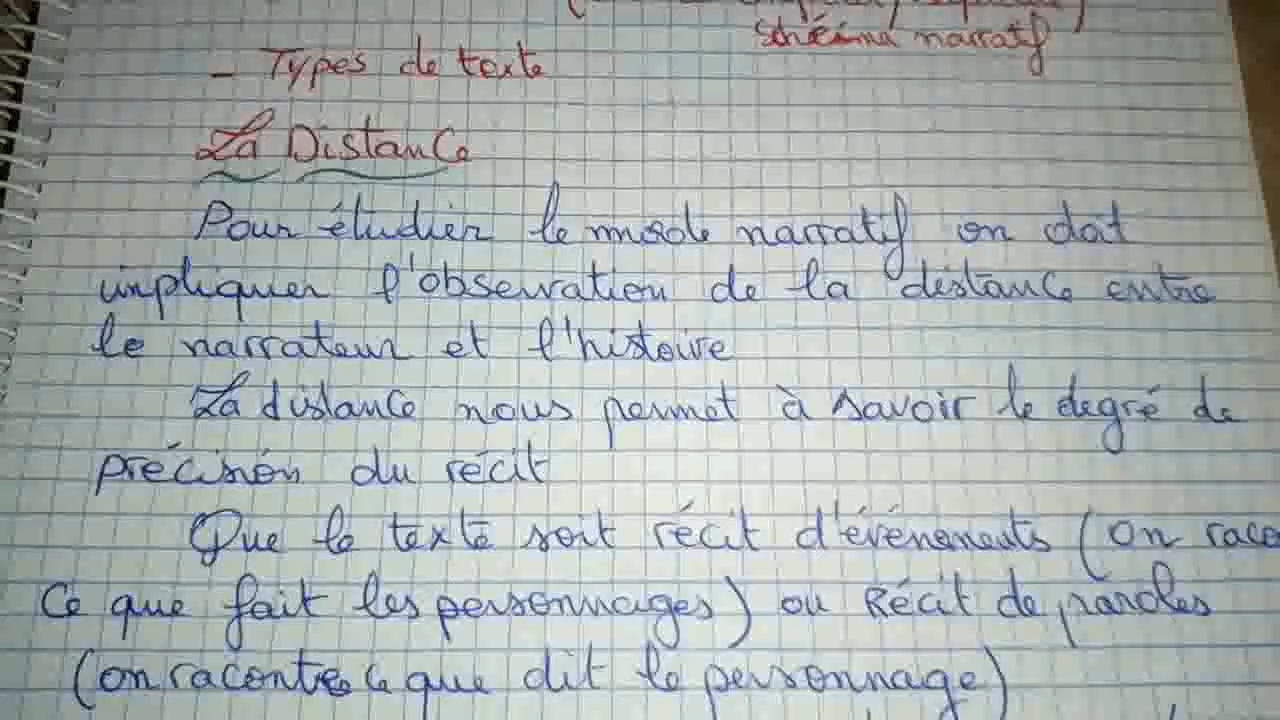 schéma narratif
- Types de texte
La Distance
Pour étudier le mode narratif on doit
impliquer l'observation de la distance entre
le narrateur et l'histoire
La distance nous permet à savoir le degré de
précision du récit
Que le texte soit récit d'événements (on raco
Ce que fait les personnages) ou Récit de paroles
(on raconte ce que dit le personnage)